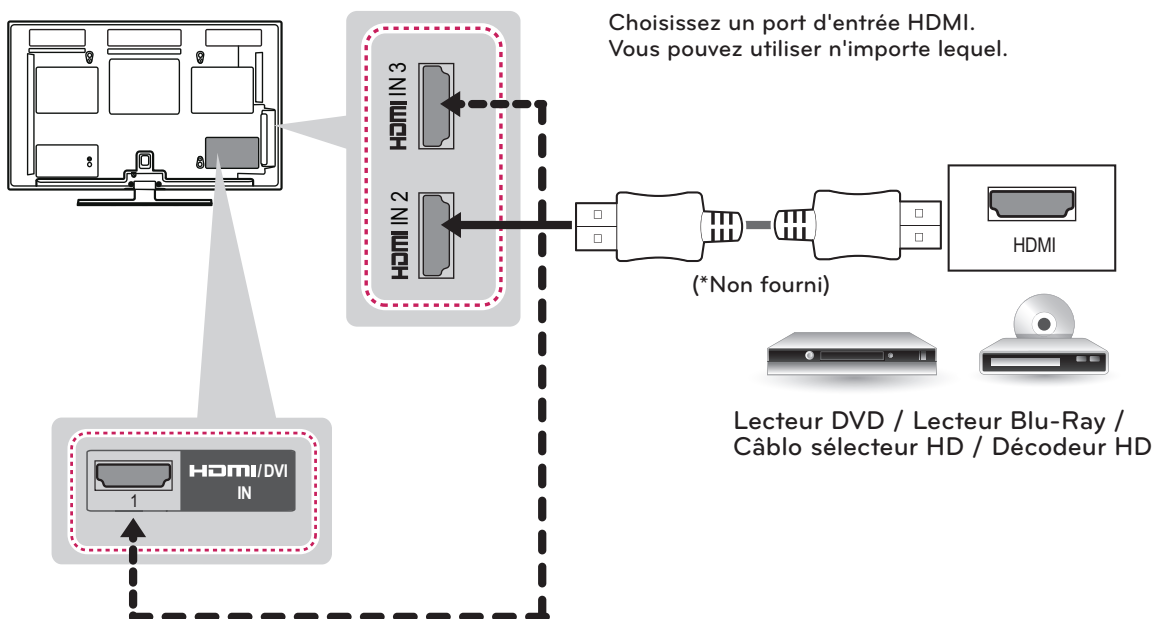 Choisissez un port d'entrée HDMI.
Vous pouvez utiliser n'importe lequel.
HDMI IN 3
HDMI IN 2
HDMI
(*Non fourni)
Lecteur DVD / Lecteur Blu-Ray /
Câblo sélecteur HD / Décodeur HD
HDMI/DVI
IN
1